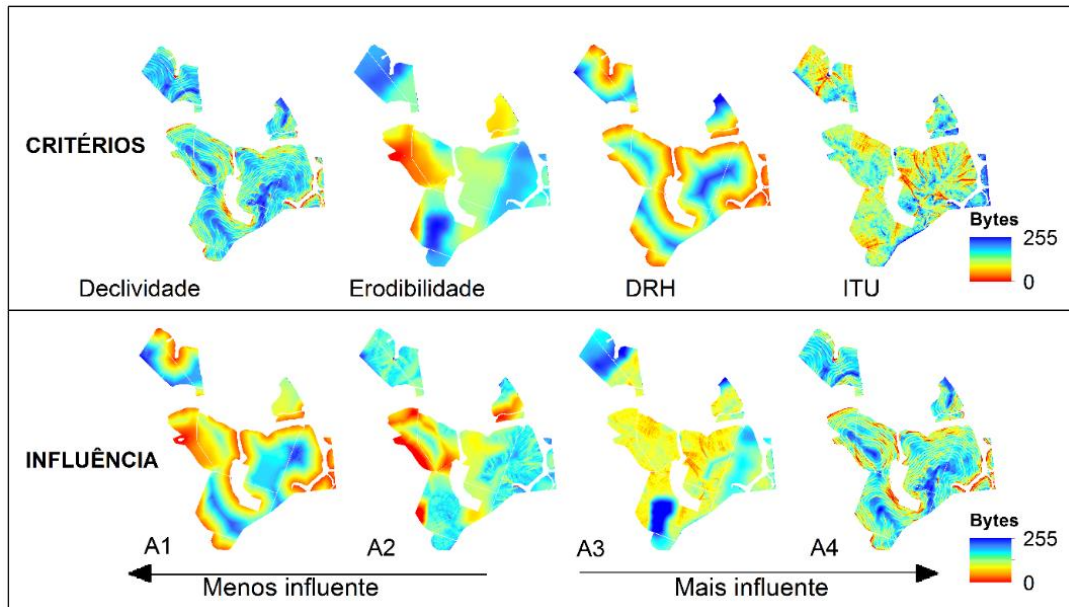 CRITÉRIOS
Bytes
255
0
Declividade
Erodibilidade
DRH
ITU
INFLUÊNCIA
Bytes
255
0
A1
A2
A3
A4
Menos influente
Mais influente